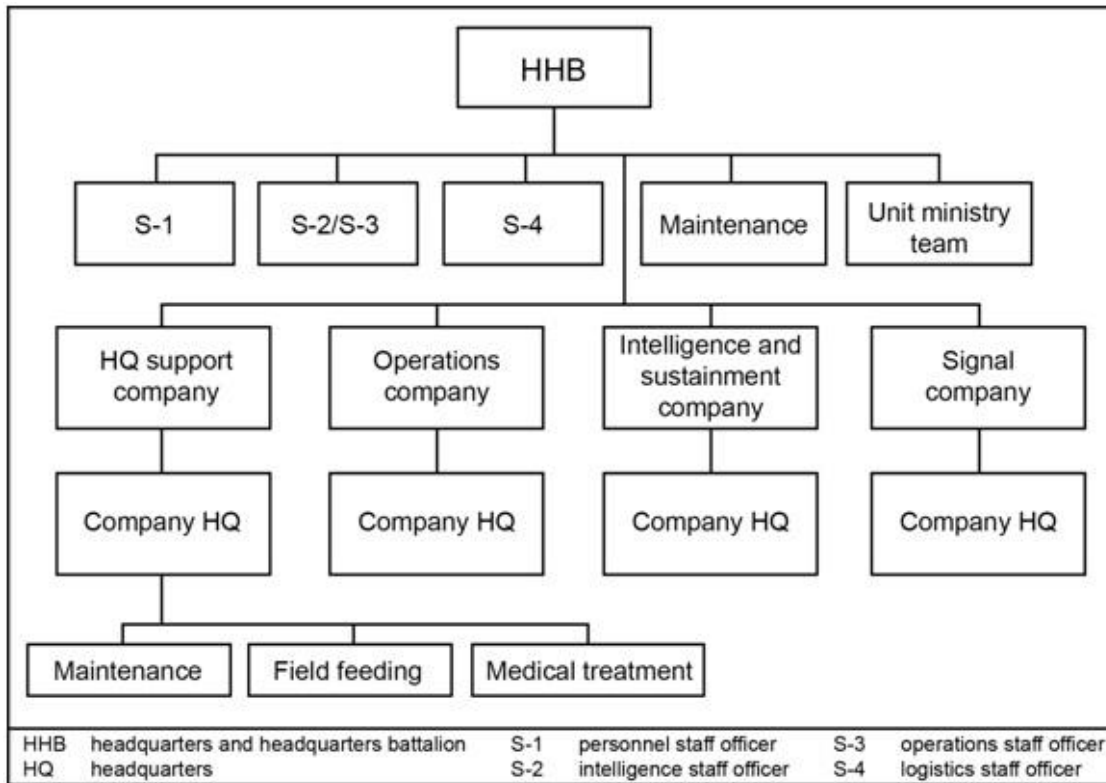 HHB
S-1
S-2/S-3
S-4
Maintenance
Unit ministry
team
HQ support
company
Operations
company
Intelligence and
sustainment
company
Signal
company
Company HQ
Company HQ
Company HQ
Company HQ
Maintenance
Field feeding
Medical treatment
HHB headquarters and headquarters battalion S-1 personnel staff officer S-3 operations staff officer
HQ headquarters S-2 intelligence staff officer S-4 logistics staff officer